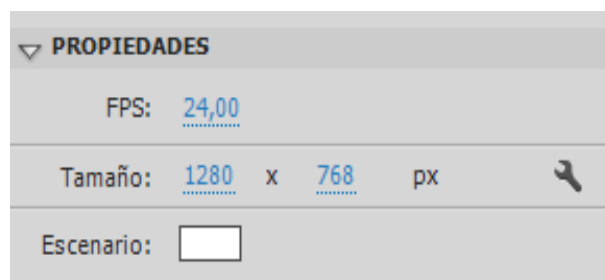 PROPIEDADES
FPS: 24,00
Tamaño: 1280 x 768 px
Escenario: